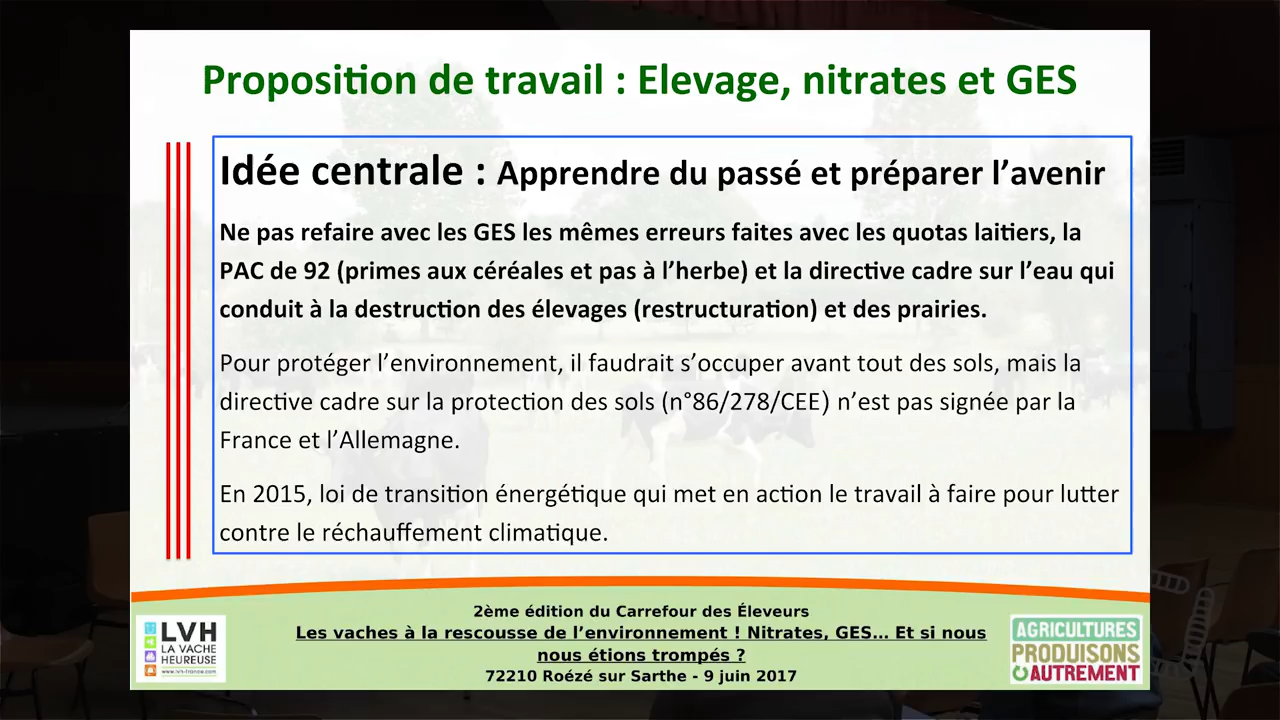 Proposition de travail : Elevage, nitrates et GES
Idée centrale : Apprendre du passé et préparer l’avenir
Ne pas refaire avec les GES les mêmes erreurs faites avec les quotas laitiers, la
PAC de 92 (primes aux céréales et pas à l’herbe) et la directive cadre sur l’eau qui
conduit à la destruction des élevages (restructuration) et des prairies.
Pour protéger l’environnement, il faudrait s’occuper avant tout des sols, mais la
directive cadre sur la protection des sols (n°86/278/CEE) n’est pas signée par la
France et l’Allemagne.
En 2015, loi de transition énergétique qui met en action le travail à faire pour lutter
contre le réchauffement climatique.
2ème édition du Carrefour des Éleveurs
Les vaches à la rescousse de l’environnement ! Nitrates, GES... Et si nous
nous étions trompés ?
72210 Roézé sur Sarthe - 9 juin 2017
LVH
LA VACHE
HEUREUSE
www.lvh-france.com
AGRICULTURES
PRODUISONS
AUTREMENT